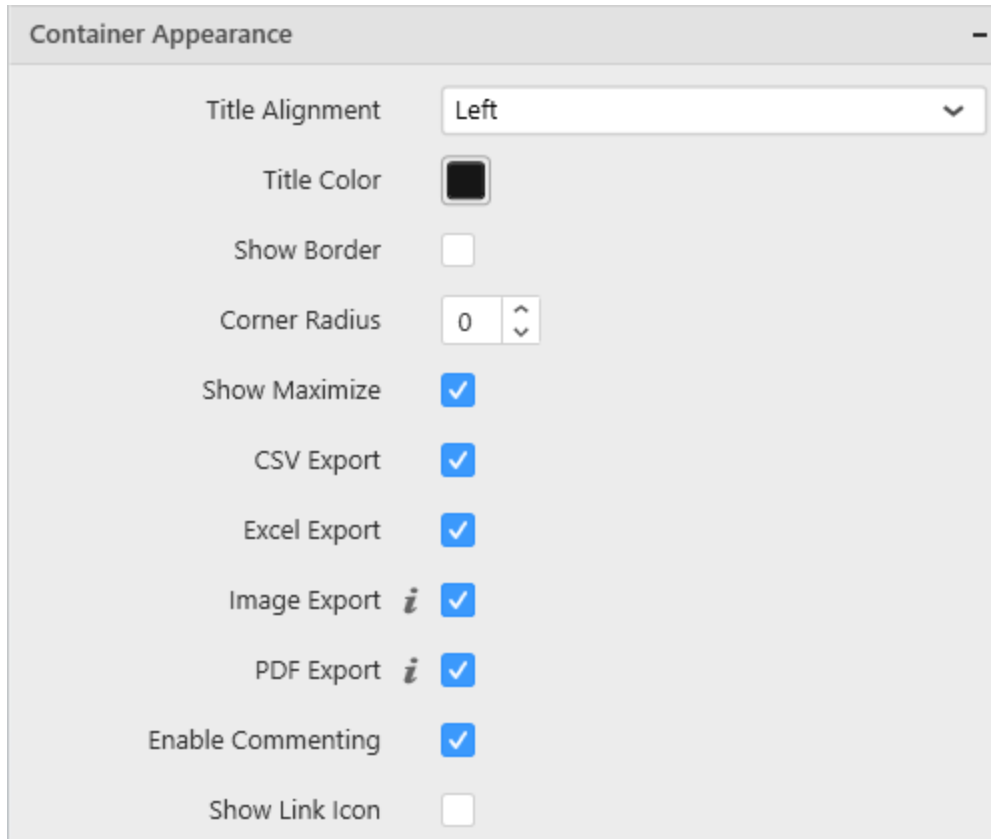 Container Appearance
Title Alignment Left
Title Color
Show Border
Corner Radius 0
Show Maximize
CSV Export
Excel Export
Image Export i
PDF Export i
Enable Commenting
Show Link Icon